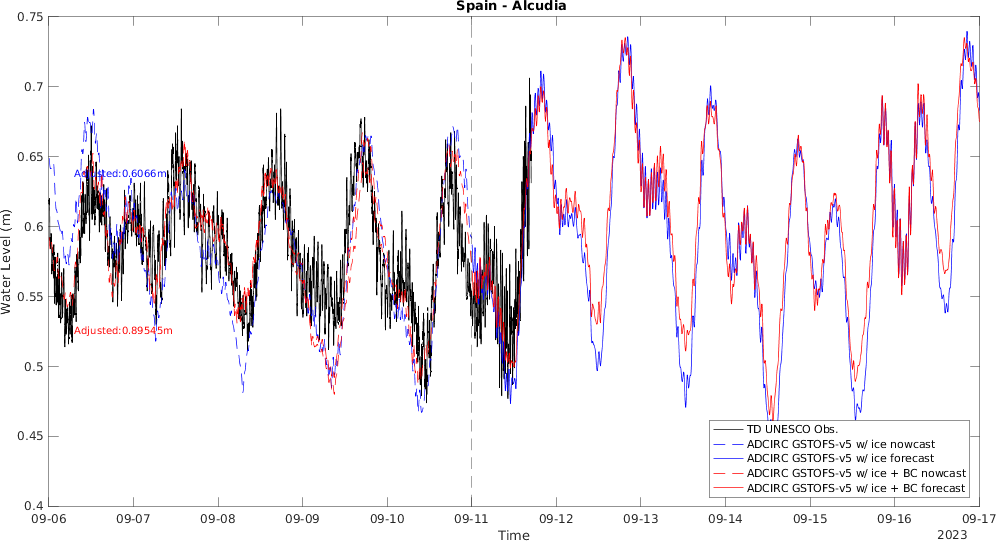 Spain - Alcudia
0.75
0.7
0.65
0.6
0.55
0.5
0.45
0.4
Water Level (m)
Adjusted:0.6066m
Adjusted:0.89545m
TD UNESCO Obs.
ADCIRC GSTOFS-v5 w/ ice nowcast
ADCIRC GSTOFS-v5 w/ ice forecast
ADCIRC GSTOFS-v5 w/ ice + BC nowcast
ADCIRC GSTOFS-v5 w/ ice + BC forecast
09-06 09-07 09-08 09-09 09-10 09-11 09-12 09-13 09-14 09-15 09-16 09-17
Time
2023